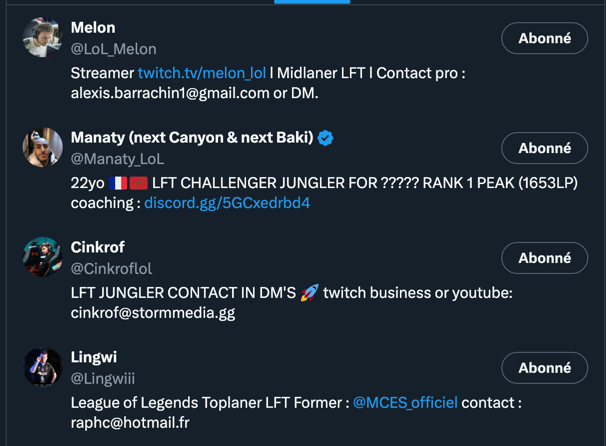 Melon
@LoL_Melon
Abonné
Streamer twitch.tv/melon_lol l Midlaner LFT l Contact pro :
alexis.barrachin1@gmail.com or DM.
Manaty (next Canyon & next Baki)
@Manaty_LoL
Abonné
22yo 🇫🇷🇲🇦 LFT CHALLENGER JUNGLER FOR ????? RANK 1 PEAK (1653LP)
coaching : discord.gg/5GCxedrbd4
Cinkrof
@Cinkroflol
Abonné
LFT JUNGLER CONTACT IN DM'S 🚀 twitch business or youtube:
cinkrof@stormmedia.gg
Lingwi
@Lingwiii
Abonné
League of Legends Toplaner LFT Former : @MCES_officiel contact :
raphc@hotmail.fr